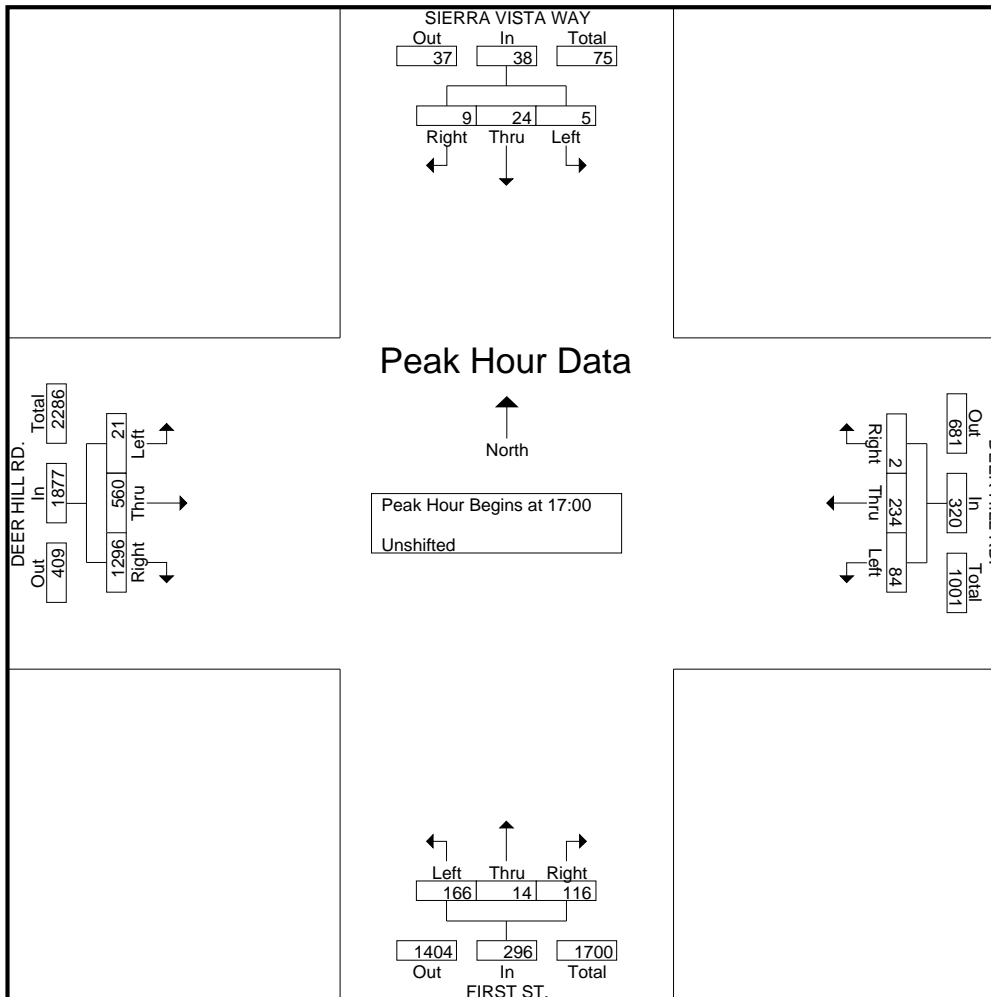 SIERRA VISTA WAY
Out In Total
37 38 75
9 24 5
Right Thru Left
Peak Hour Data
North
Peak Hour Begins at 17:00
Unshifted
DEER HILL RD.
Total In Out
2286 1877 409
21 560 1296
Left Thru Right
Out In Total
681 320 1001
2 234 84
Right Thru Left
Left Thru Right
166 14 116
1404 296 1700
Out In Total
FIRST ST.